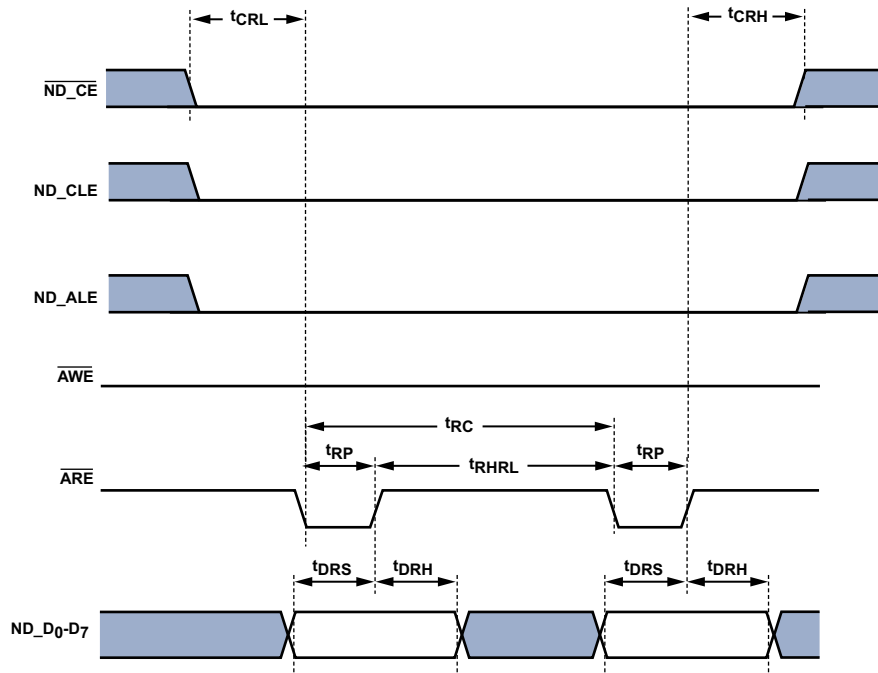 tCRL
tCRH
ND_CE
ND_CLE
ND_ALE
AWE
tRC
tRP
tRHRL
tRP
ARE
tDRS
tDRH
tDRS
tDRH
ND_D0-D7